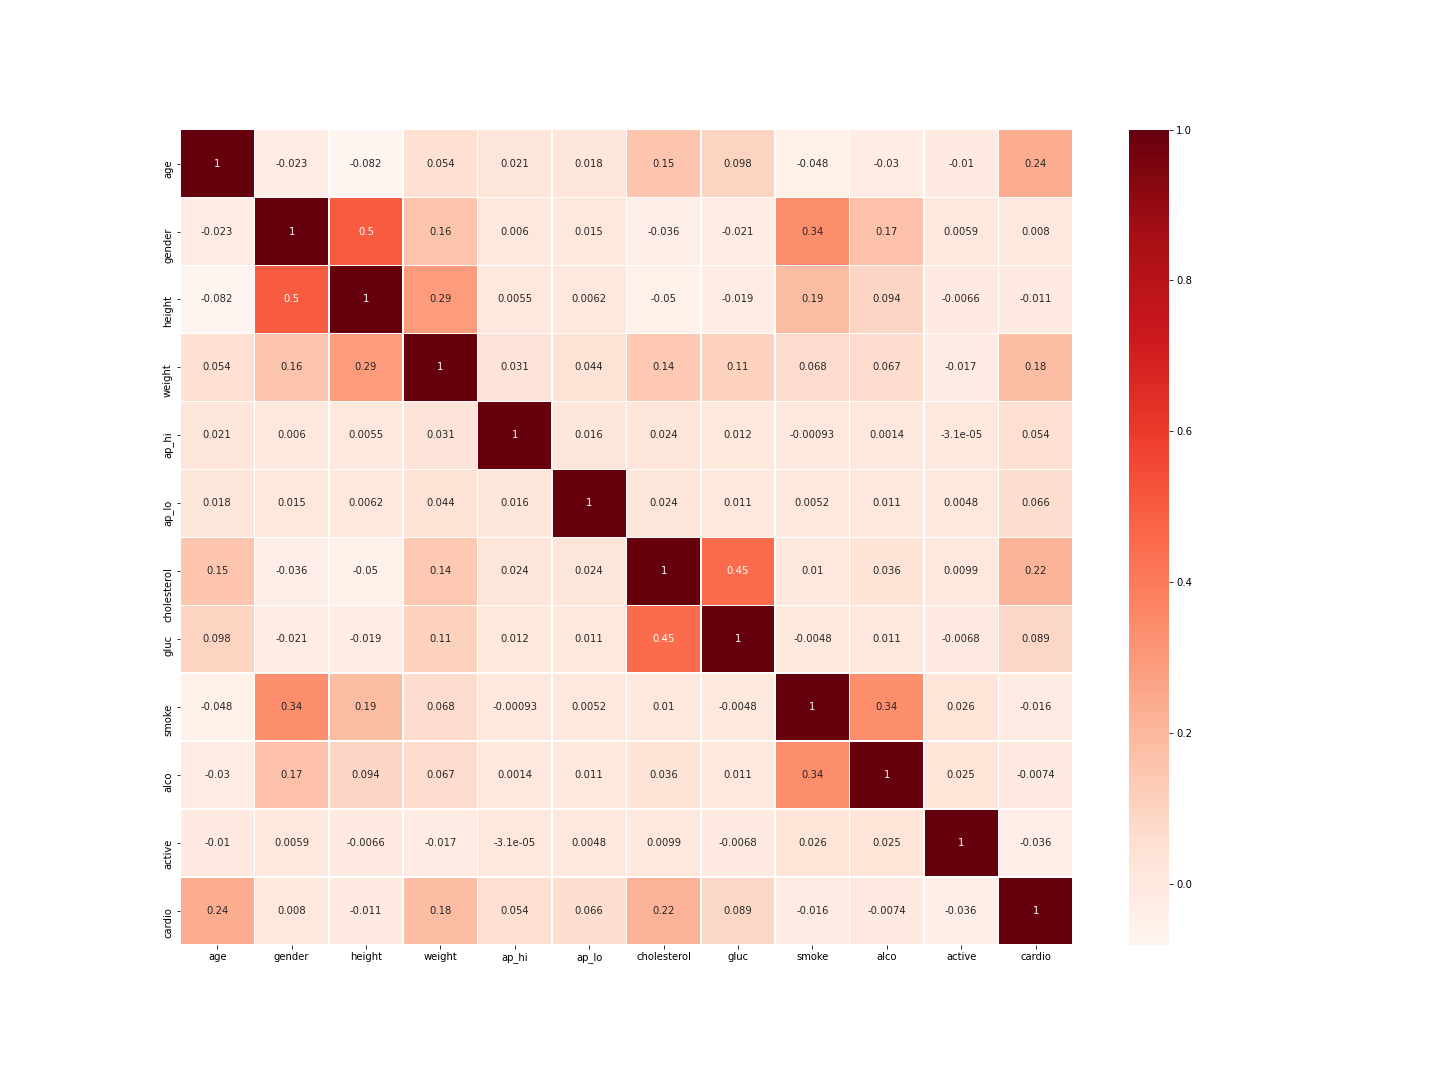 age 1 -0.023 -0.082 0.054 0.021 0.018 0.15 0.098 -0.048 -0.03 -0.01 0.24
gender -0.023 1 0.5 0.16 0.006 0.015 -0.036 -0.021 0.34 0.17 0.0059 0.008
height -0.082 0.5 1 0.29 0.0055 0.0062 -0.05 -0.019 0.19 0.094 -0.0066 -0.011
weight 0.054 0.16 0.29 1 0.031 0.044 0.14 0.11 0.068 0.067 -0.017 0.18
ap_hi 0.021 0.006 0.0055 0.031 1 0.016 0.024 0.012 -0.00093 0.0014 -3.1e-05 0.054
ap_lo 0.018 0.015 0.0062 0.044 0.016 1 0.024 0.011 0.0052 0.011 0.0048 0.066
cholesterol 0.15 -0.036 -0.05 0.14 0.024 0.024 1 0.45 0.01 0.036 0.0099 0.22
gluc 0.098 -0.021 -0.019 0.11 0.012 0.011 0.45 1 -0.0048 0.011 -0.0068 0.089
smoke -0.048 0.34 0.19 0.068 -0.00093 0.0052 0.01 -0.0048 1 0.34 0.026 -0.016
alco -0.03 0.17 0.094 0.067 0.0014 0.011 0.036 0.011 0.34 1 0.025 -0.0074
active -0.01 0.0059 -0.0066 -0.017 -3.1e-05 0.0048 0.0099 -0.0068 0.026 0.025 1 -0.036
cardio 0.24 0.008 -0.011 0.18 0.054 0.066 0.22 0.089 -0.016 -0.0074 -0.036 1
age gender height weight ap_hi ap_lo cholesterol gluc smoke alco active cardio
1.0
0.8
0.6
0.4
0.2
0.0